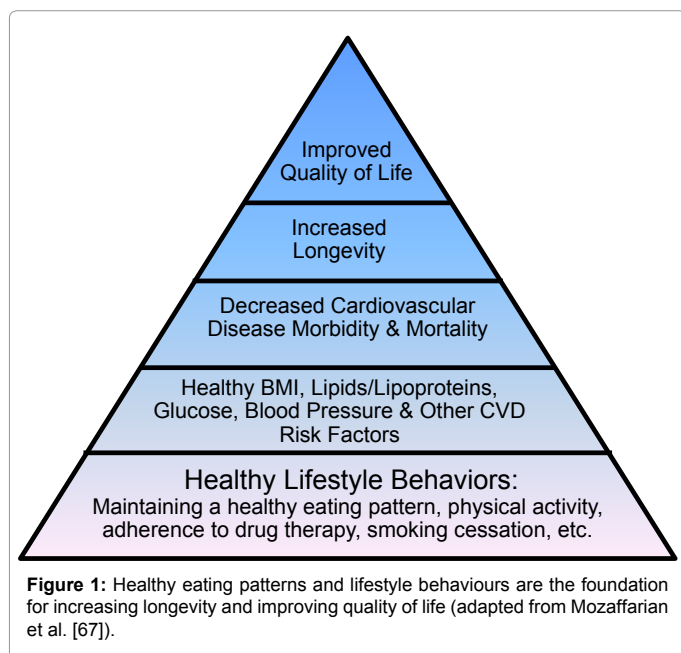 Improved
Quality of Life
Increased
Longevity
Decreased Cardiovascular
Disease Morbidity & Mortality
Healthy BMI, Lipids/Lipoproteins,
Glucose, Blood Pressure & Other CVD
Risk Factors
Healthy Lifestyle Behaviors:
Maintaining a healthy eating pattern, physical activity,
adherence to drug therapy, smoking cessation, etc.
Figure 1: Healthy eating patterns and lifestyle behaviours are the foundation
for increasing longevity and improving quality of life (adapted from Mozaffarian
et al. [67]).